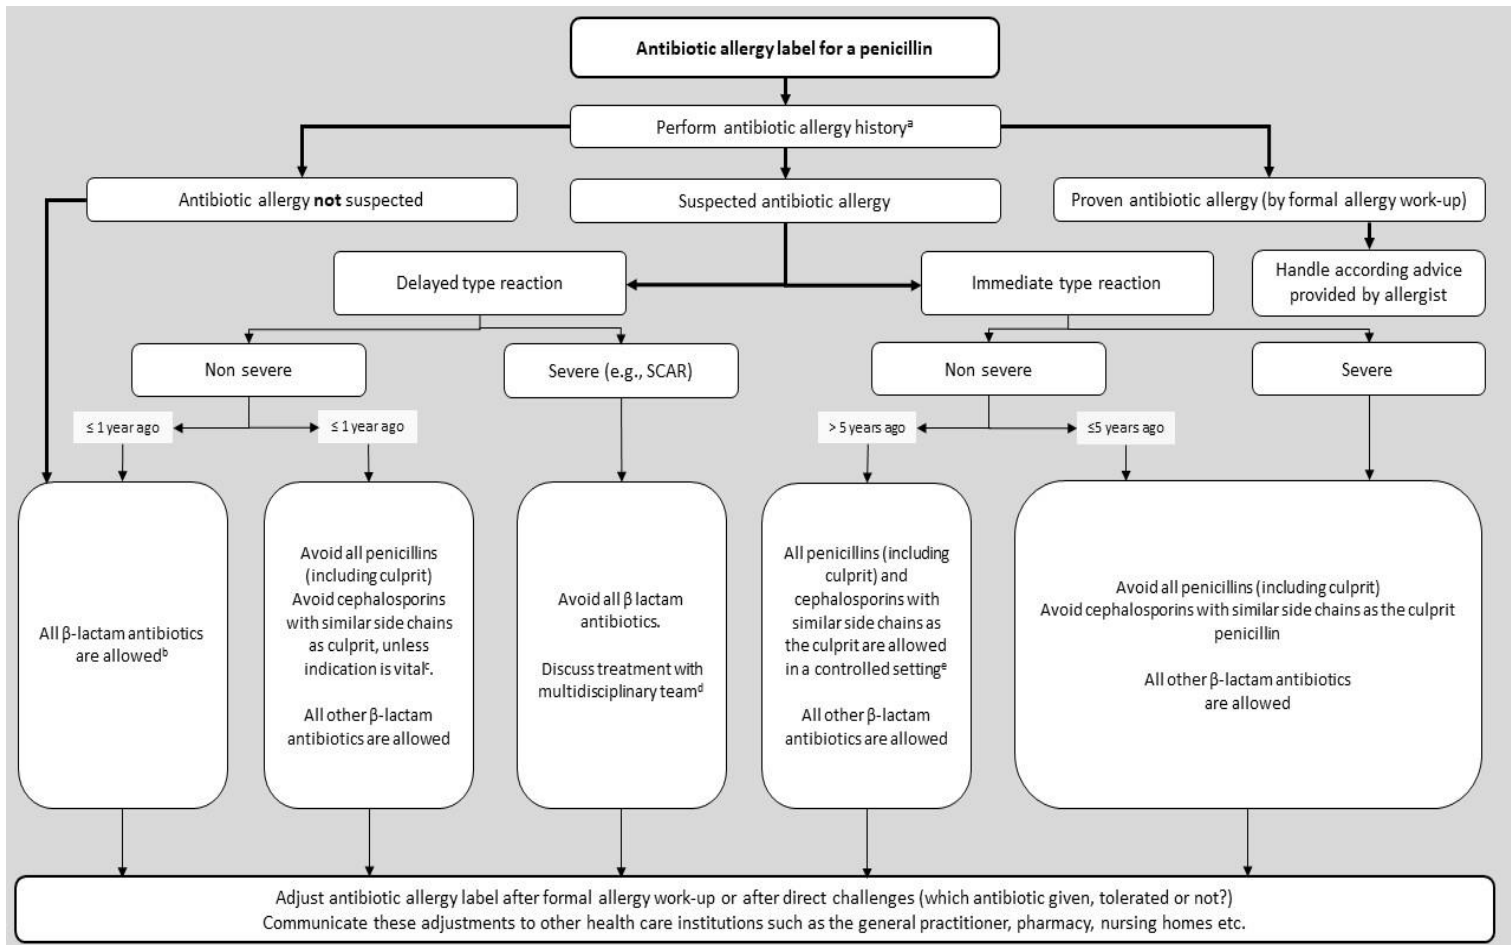 Antibiotic allergy label for a penicillin
Perform antibiotic allergy historyᵃ
Antibiotic allergy not suspected
Suspected antibiotic allergy
Proven antibiotic allergy (by formal allergy work-up)
Delayed type reaction
Immediate type reaction
Handle according advice
provided by allergist
Non severe
Severe (e.g., SCAR)
Non severe
Severe
≤ 1 year ago
≤ 1 year ago
> 5 years ago
≤5 years ago
All β-lactam antibiotics
are allowedᵇ
Avoid all penicillins
(including culprit)
Avoid cephalosporins
with similar side chains
as culprit, unless
indication is vitalᶜ.
All other β-lactam
antibiotics are allowed
Avoid all β lactam
antibiotics.
Discuss treatment with
multidisciplinary teamᵈ
All penicillins (including
culprit) and
cephalosporins with
similar side chains as
the culprit are allowed
in a controlled settingᵉ
All other β-lactam
antibiotics are allowed
Avoid all penicillins (including culprit)
Avoid cephalosporins with similar side chains as the culprit
penicillin
All other β-lactam antibiotics
are allowed
Adjust antibiotic allergy label after formal allergy work-up or after direct challenges (which antibiotic given, tolerated or not?)
Communicate these adjustments to other health care institutions such as the general practitioner, pharmacy, nursing homes etc.